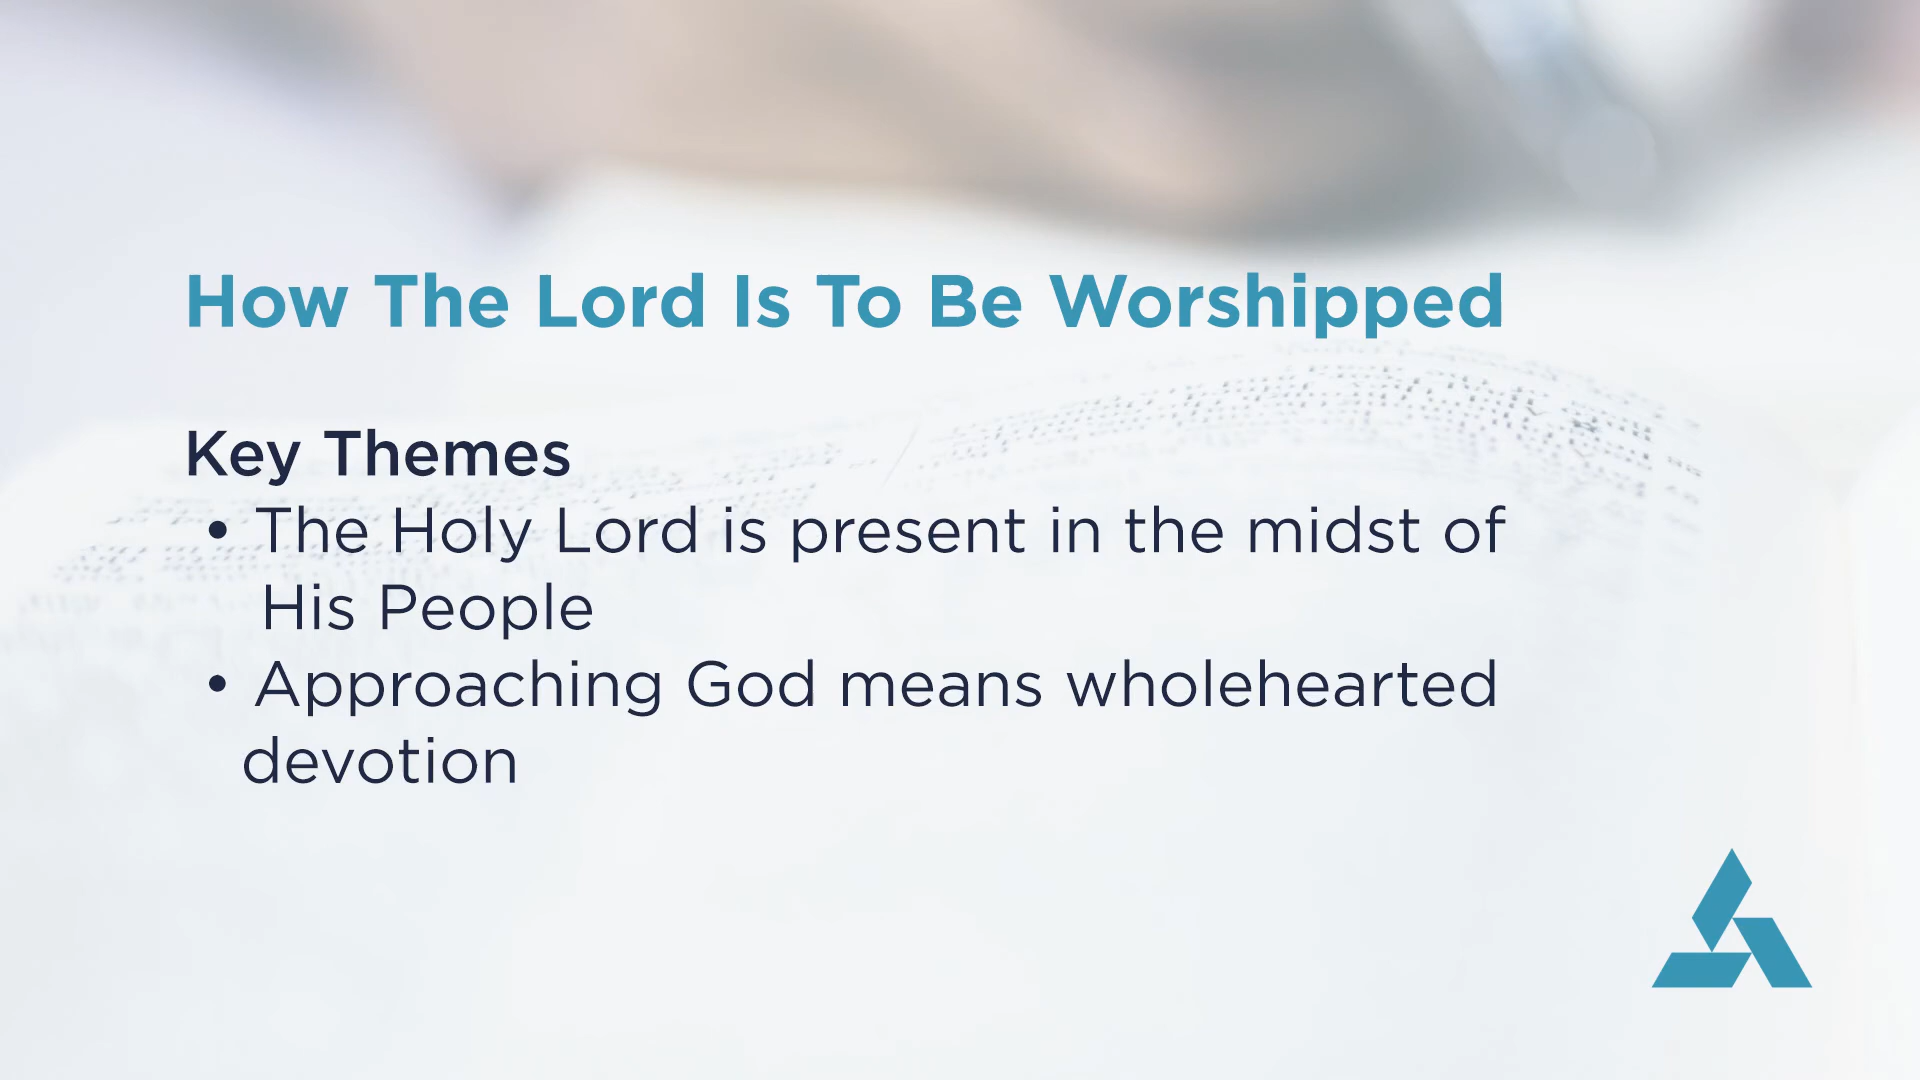 How The Lord Is To Be Worshipped
Key Themes
• The Holy Lord is present in the midst of
His People
• Approaching God means wholehearted
devotion